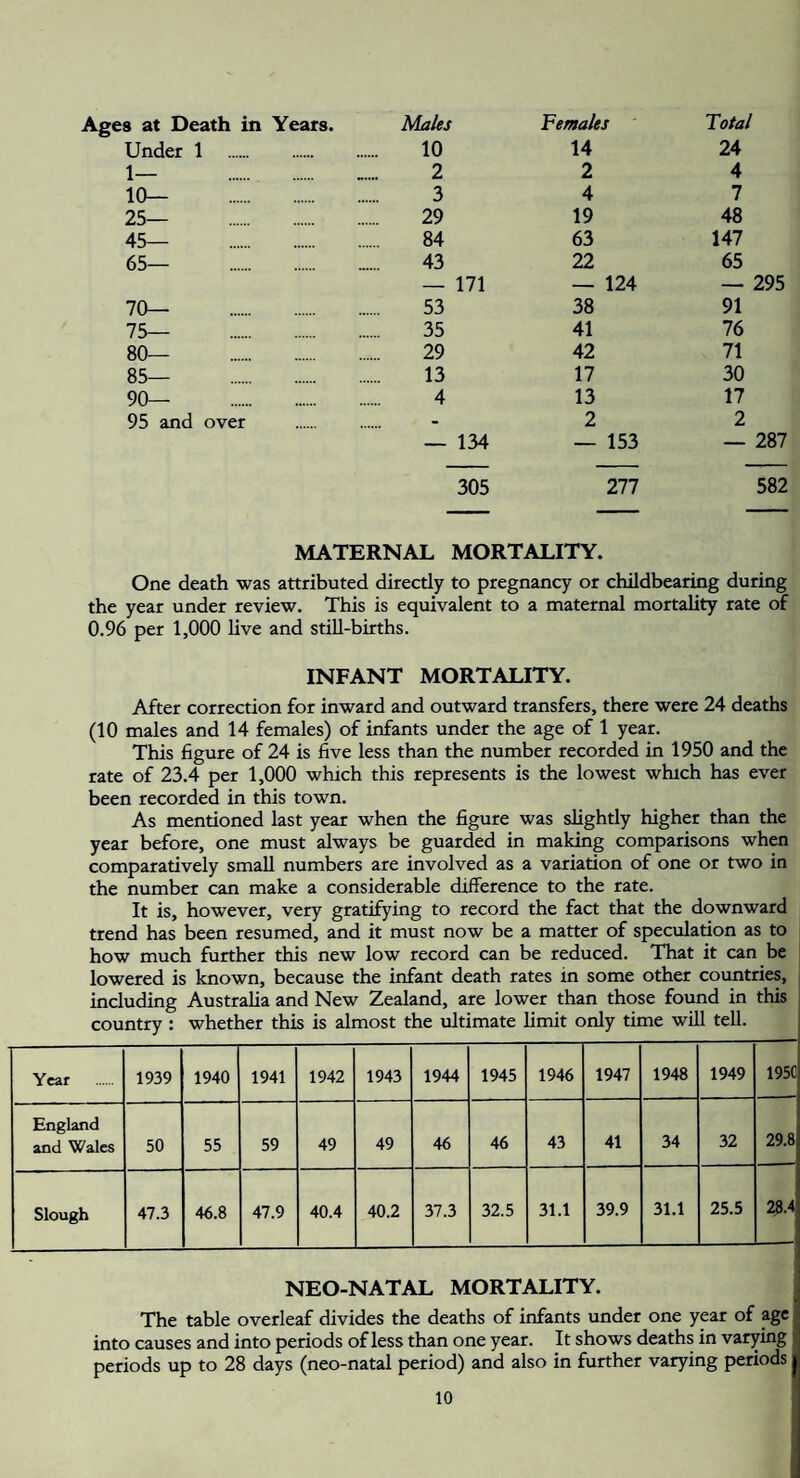 Ages at Death in Years. Males Females Total
Under 1 ...... ...... ...... 10 14 24
1— ...... ...... ...... 2 2 4
10— ...... ...... ...... 3 4 7
25— ...... ...... ...... 29 19 48
45— ...... ...... ...... 84 63 147
65— ...... ...... ...... 43 22 65
— 171 — 124 — 295
70— ...... ...... ...... 53 38 91
75— ...... ...... ...... 35 41 76
80— ...... ...... ...... 29 42 71
85— ...... ...... ...... 13 17 30
90— ...... ...... ...... 4 13 17
95 and over ...... ...... - 2 2
— 134 — 153 — 287
305 277 582
MATERNAL MORTALITY.
One death was attributed directly to pregnancy or childbearing during
the year under review. This is equivalent to a maternal mortality rate of
0.96 per 1,000 live and still-births.
INFANT MORTALITY.
After correction for inward and outward transfers, there were 24 deaths
(10 males and 14 females) of infants under the age of 1 year.
This figure of 24 is five less than the number recorded in 1950 and the
rate of 23.4 per 1,000 which this represents is the lowest which has ever
been recorded in this town.
As mentioned last year when the figure was slightly higher than the
year before, one must always be guarded in making comparisons when
comparatively small numbers are involved as a variation of one or two in
the number can make a considerable difference to the rate.
It is, however, very gratifying to record the fact that the downward
trend has been resumed, and it must now be a matter of speculation as to
how much further this new low record can be reduced. That it can be
lowered is known, because the infant death rates in some other countries,
including Australia and New Zealand, are lower than those found in this
country : whether this is almost the ultimate limit only time will tell.
Year ...... 1939 1940 1941 1942 1943 1944 1945 1946 1947 1948 1949 1950
England
and Wales 50 55 59 49 49 46 46 43 41 34 32 29.8
Slough 47.3 46.8 47.9 40.4 40.2 37.3 32.5 31.1 39.9 31.1 25.5 28.4
NEO-NATAL MORTALITY.
The table overleaf divides the deaths of infants under one year of age
into causes and into periods of less than one year. It shows deaths in varying
periods up to 28 days (neo-natal period) and also in further varying periods
10